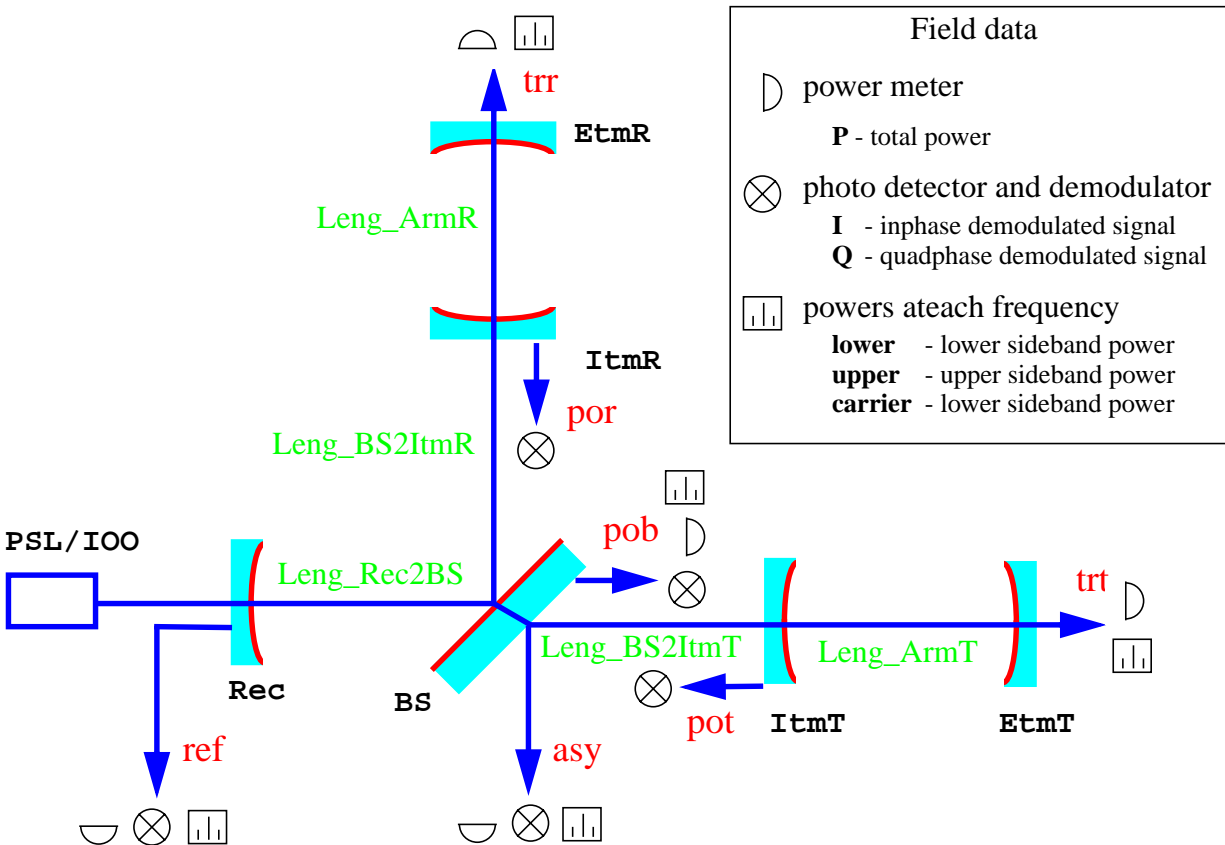 Field data
power meter
P - total power
photo detector and demodulator
I - inphase demodulated signal
Q - quadphase demodulated signal
powers ateach frequency
lower - lower sideband power
upper - upper sideband power
carrier - lower sideband power
trr
EtmR
Leng_ArmR
ItmR
por
Leng_BS2ItmR
PSL/IOO
Leng_Rec2BS
pob
trt
Leng_BS2ItmT
Leng_ArmT
Rec
BS
pot
ItmT
EtmT
ref
asy